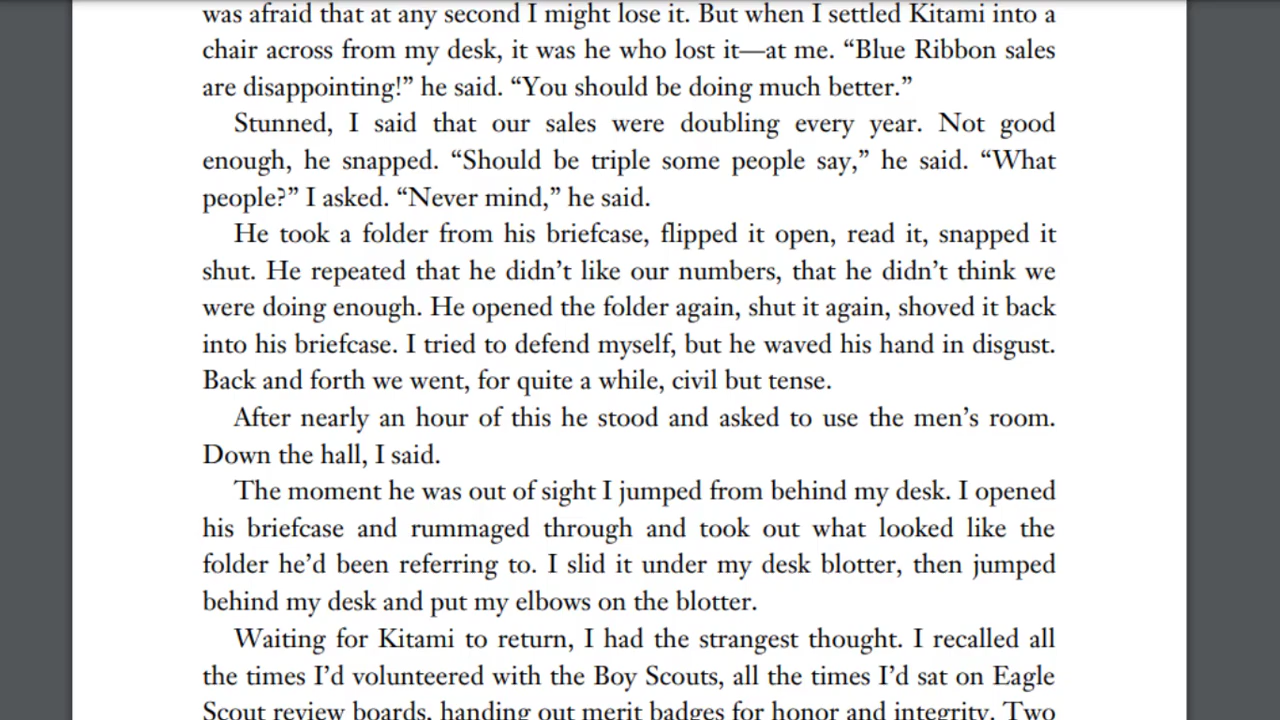 was afraid that at any second I might lose it. But when I settled Kitami into a
chair across from my desk, it was he who lost it—at me. “Blue Ribbon sales
are disappointing!” he said. “You should be doing much better.”
Stunned, I said that our sales were doubling every year. Not good
enough, he snapped. “Should be triple some people say,” he said. “What
people?” I asked. “Never mind,” he said.
He took a folder from his briefcase, flipped it open, read it, snapped it
shut. He repeated that he didn’t like our numbers, that he didn’t think we
were doing enough. He opened the folder again, shut it again, shoved it back
into his briefcase. I tried to defend myself, but he waved his hand in disgust.
Back and forth we went, for quite a while, civil but tense.
After nearly an hour of this he stood and asked to use the men’s room.
Down the hall, I said.
The moment he was out of sight I jumped from behind my desk. I opened
his briefcase and rummaged through and took out what looked like the
folder he’d been referring to. I slid it under my desk blotter, then jumped
behind my desk and put my elbows on the blotter.
Waiting for Kitami to return, I had the strangest thought. I recalled all
the times I’d volunteered with the Boy Scouts, all the times I’d sat on Eagle
Scout review boards, handing out merit badges for honor and integrity. Two